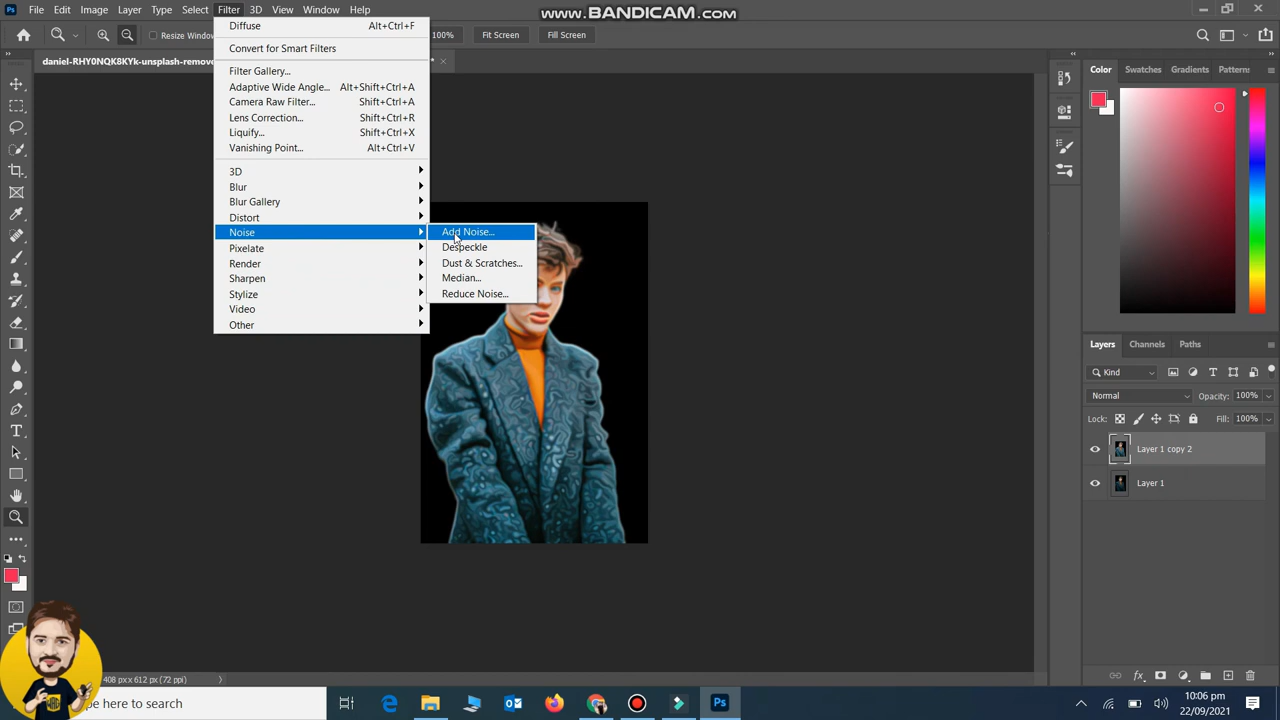 File Edit Image Layer Type Select Filter 3D View Window Help
www.BANDICAM.com
Resize Window
100%
Fit Screen
Fill Screen
daniel-RHY0NQK8KYk-unsplash-remove
Diffuse Alt+Ctrl+F
Convert for Smart Filters
Filter Gallery...
Adaptive Wide Angle... Alt+Shift+Ctrl+A
Camera Raw Filter... Shift+Ctrl+A
Lens Correction... Shift+Ctrl+R
Liquify... Shift+Ctrl+X
Vanishing Point... Alt+Ctrl+V
3D
Blur
Blur Gallery
Distort
Noise
Pixelate
Render
Sharpen
Stylize
Video
Other
Add Noise...
Despeckle
Dust & Scratches...
Median...
Reduce Noise...
Color Swatches Gradients Patterns
Layers Channels Paths
Kind
Normal Opacity: 100%
Lock: Fill: 100%
Layer 1 copy 2
Layer 1
fx
408 px x 612 px (72 ppi)
pe here to search
Ps
10:06 pm
22/09/2021